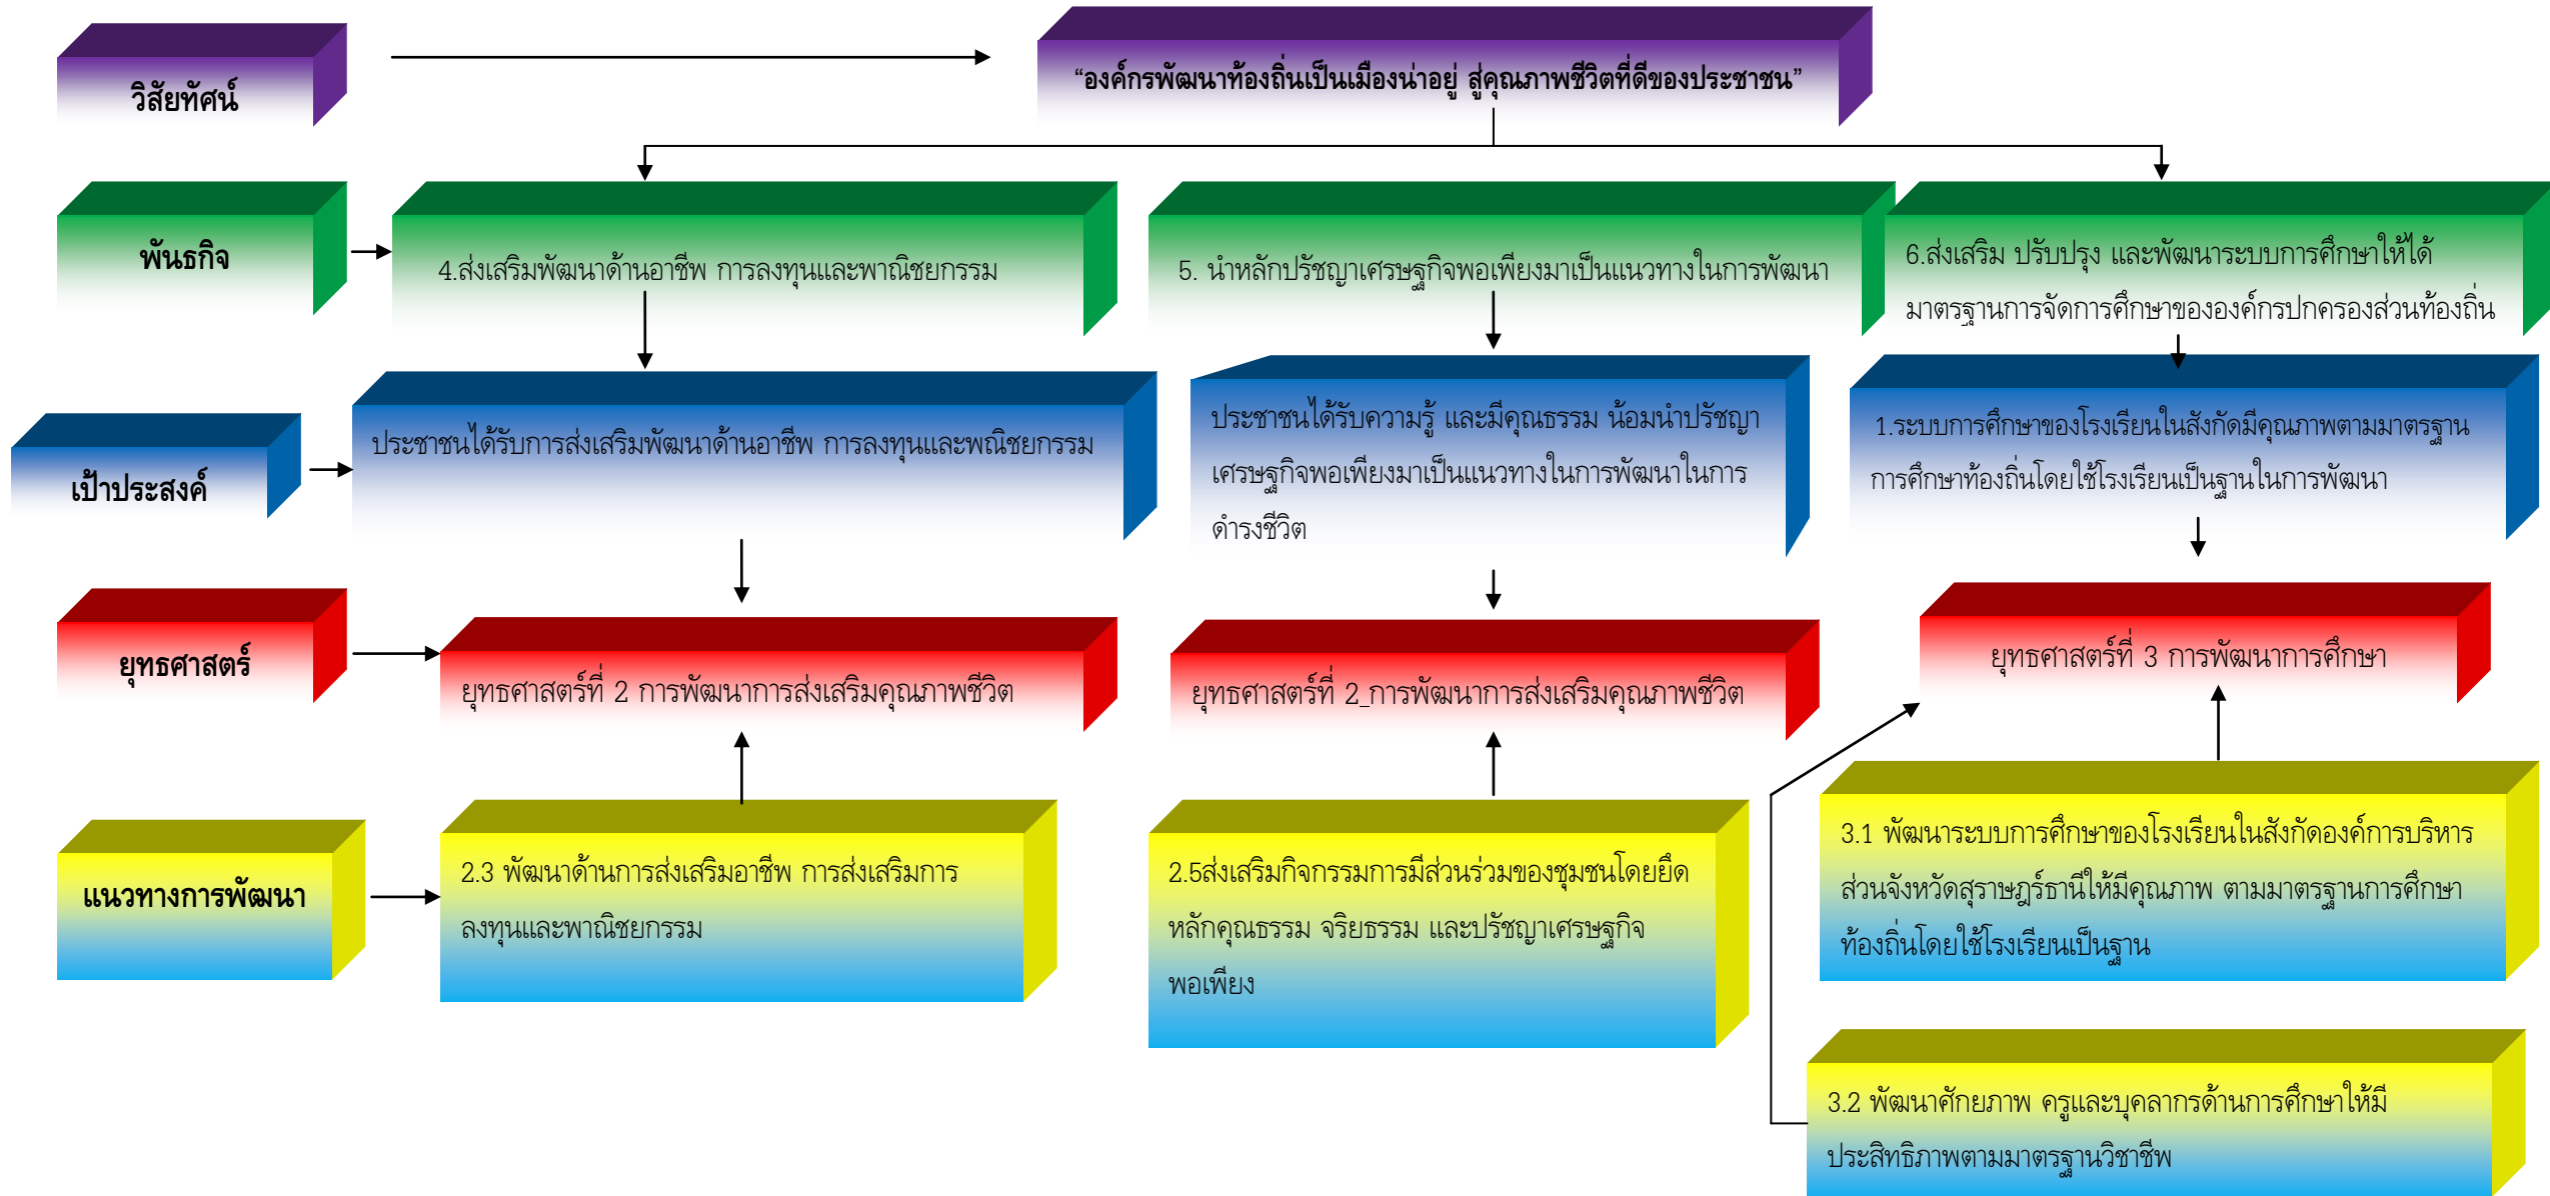 วิสัยทัศน์
“องค์กรพัฒนาท้องถิ่นเป็นเมืองน่าอยู่ สู่คุณภาพชีวิตที่ดีของประชาชน”
พันธกิจ
4.ส่งเสริมพัฒนาด้านอาชีพ การลงทุนและพาณิชยกรรม
5. นำหลักปรัชญาเศรษฐกิจพอเพียงมาเป็นแนวทางในการพัฒนา
6.ส่งเสริม ปรับปรุง และพัฒนาระบบการศึกษาให้ได้
มาตรฐานการจัดการศึกษาขององค์กรปกครองส่วนท้องถิ่น
เป้าประสงค์
ประชาชนได้รับการส่งเสริมพัฒนาด้านอาชีพ การลงทุนและพณิชยกรรม
ประชาชนได้รับความรู้ และมีคุณธรรม น้อมนำปรัชญา
เศรษฐกิจพอเพียงมาเป็นแนวทางในการพัฒนาในการ
ดำรงชีวิต
1.ระบบการศึกษาของโรงเรียนในสังกัดมีคุณภาพตามมาตรฐาน
การศึกษาท้องถิ่นโดยใช้โรงเรียนเป็นฐานในการพัฒนา
ยุทธศาสตร์
ยุทธศาสตร์ที่ 2 การพัฒนาการส่งเสริมคุณภาพชีวิต
ยุทธศาสตร์ที่ 2_การพัฒนาการส่งเสริมคุณภาพชีวิต
ยุทธศาสตร์ที่ 3 การพัฒนาการศึกษา
แนวทางการพัฒนา
2.3 พัฒนาด้านการส่งเสริมอาชีพ การส่งเสริมการ
ลงทุนและพาณิชยกรรม
2.5ส่งเสริมกิจกรรมการมีส่วนร่วมของชุมชนโดยยึด
หลักคุณธรรม จริยธรรม และปรัชญาเศรษฐกิจ
พอเพียง
3.1 พัฒนาระบบการศึกษาของโรงเรียนในสังกัดองค์การบริหาร
ส่วนจังหวัดสุราษฎร์ธานีให้มีคุณภาพ ตามมาตรฐานการศึกษา
ท้องถิ่นโดยใช้โรงเรียนเป็นฐาน
3.2 พัฒนาศักยภาพ ครูและบุคลากรด้านการศึกษาให้มี
ประสิทธิภาพตามมาตรฐานวิชาชีพ